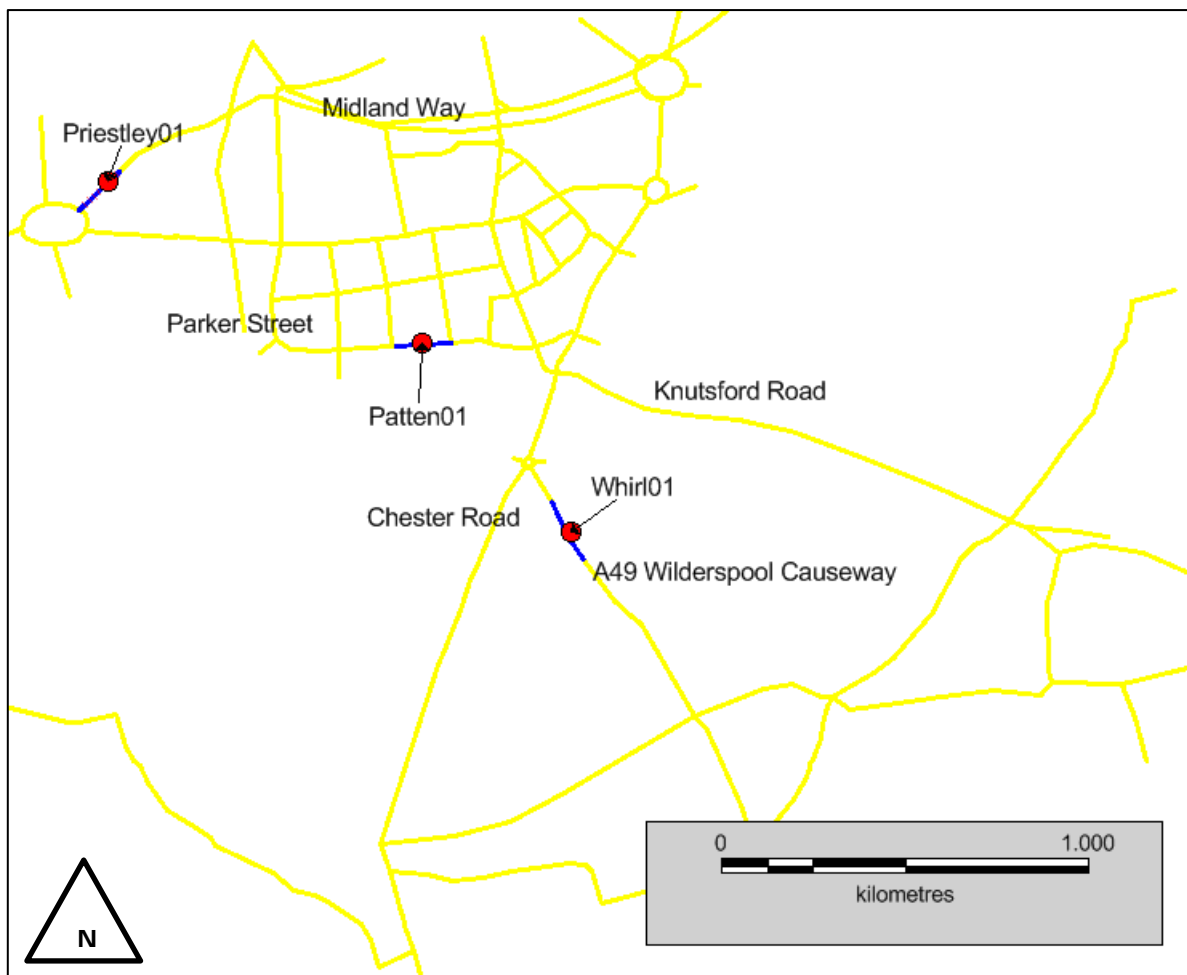 Midland Way
Priestley01
Parker Street
Knutsford Road
Patten01
Whirl01
Chester Road
A49 Wilderspool Causeway
0 1.000
kilometres
N